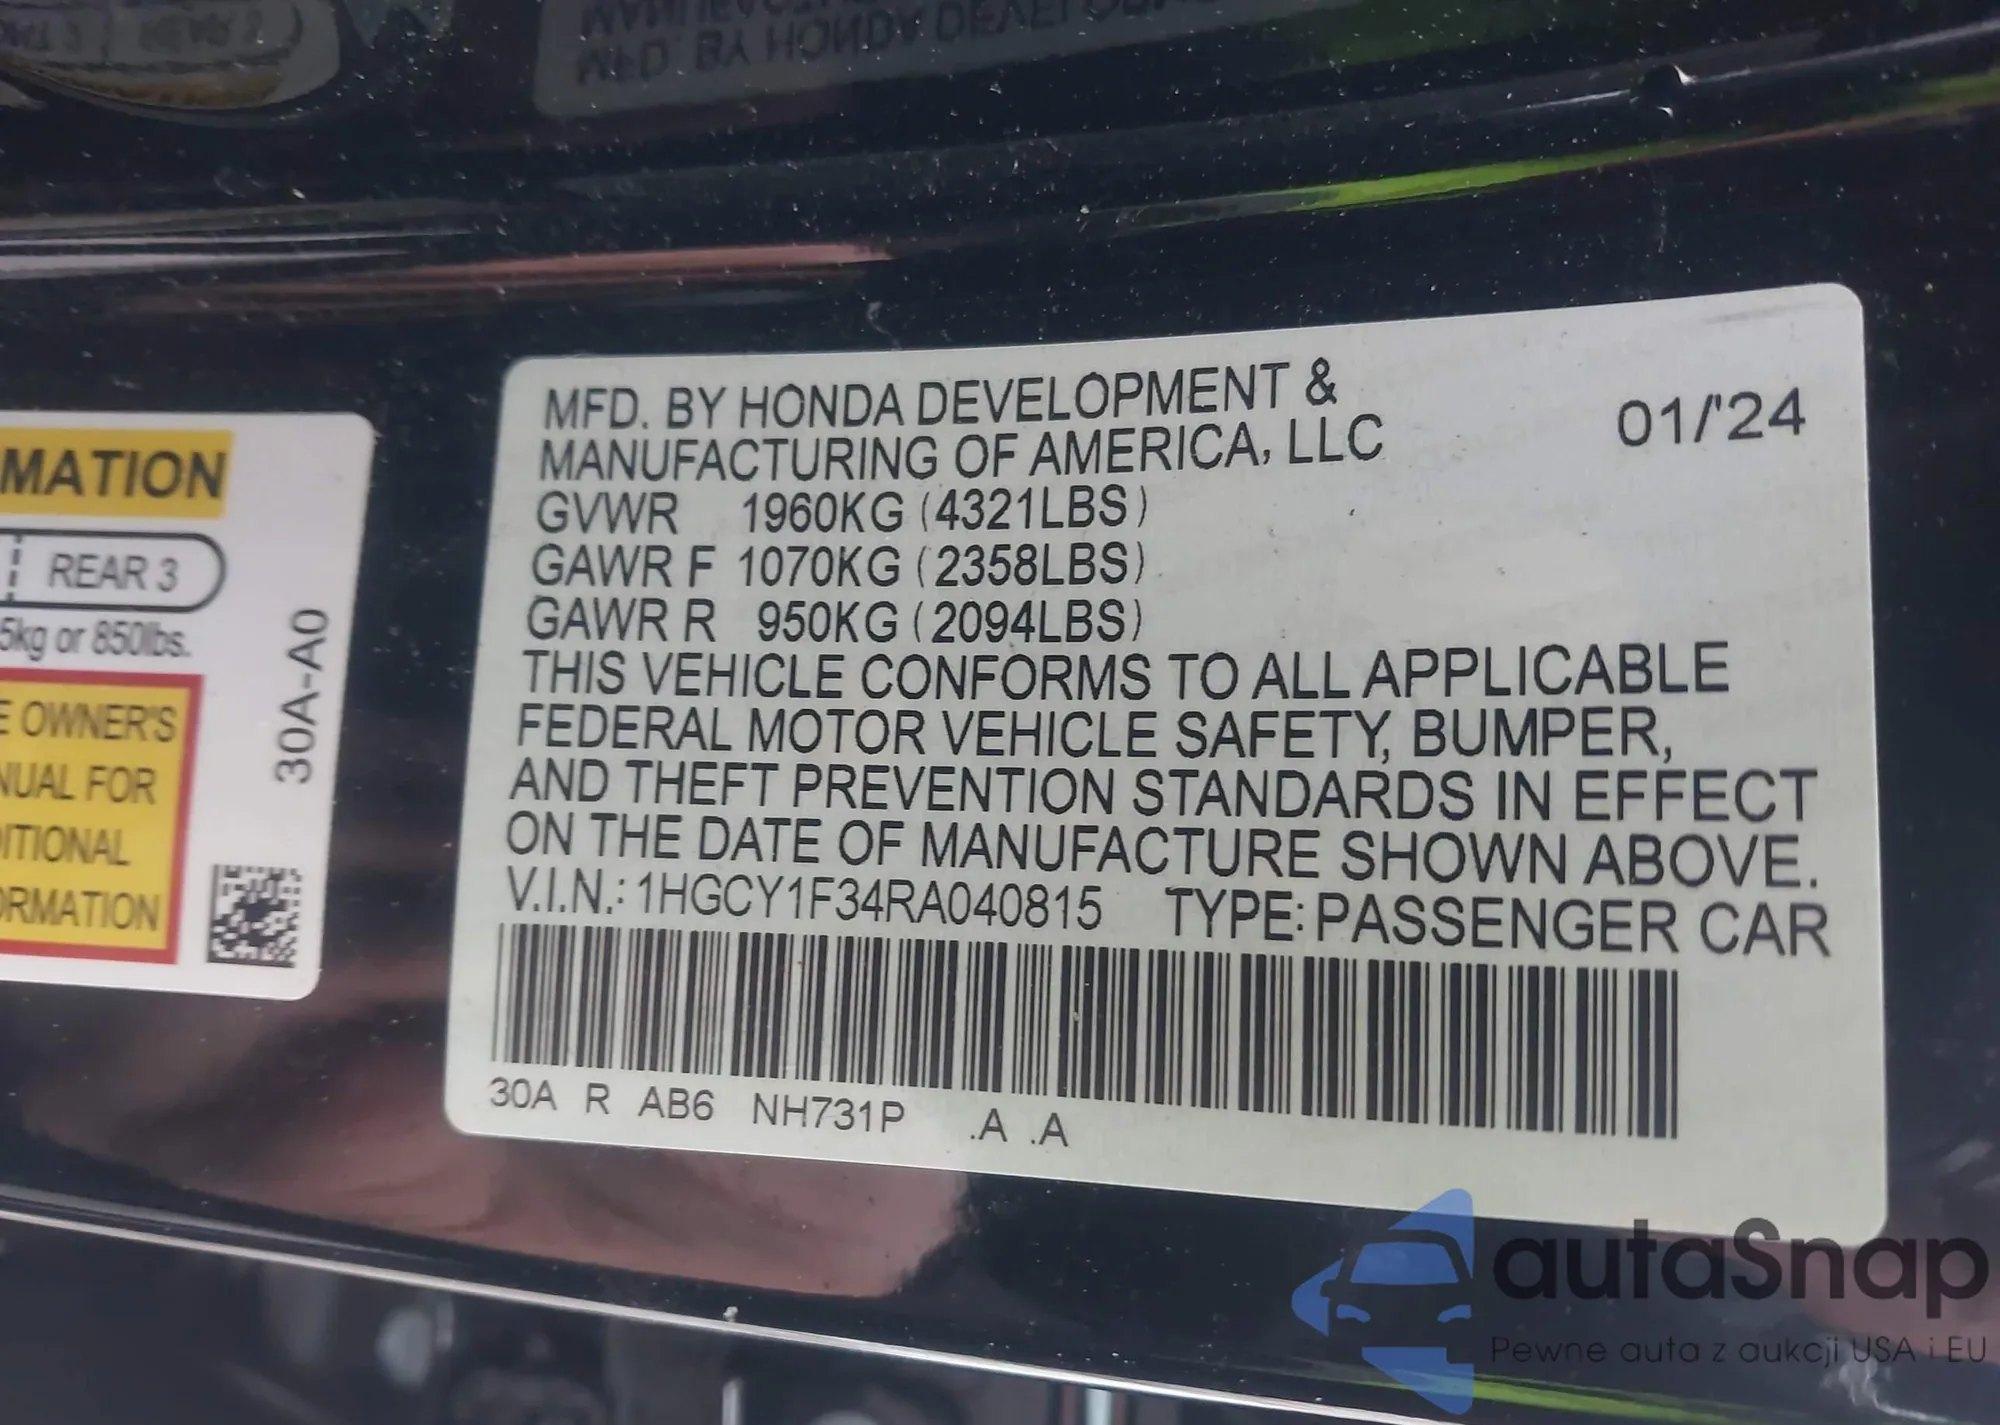 MATION
REAR 3
5kg or 850lbs.
E OWNER'S
NUAL FOR
DITIONAL
ORMATION
30A-A0
MFD. BY HONDA DEVELOPMENT &
MANUFACTURING OF AMERICA, LLC 01/'24
GVWR 1960KG (4321LBS)
GAWR F 1070KG (2358LBS)
GAWR R 950KG (2094LBS)
THIS VEHICLE CONFORMS TO ALL APPLICABLE
FEDERAL MOTOR VEHICLE SAFETY, BUMPER,
AND THEFT PREVENTION STANDARDS IN EFFECT
ON THE DATE OF MANUFACTURE SHOWN ABOVE.
V.I.N.: 1HGCY1F34RA040815 TYPE: PASSENGER CAR
30A R AB6 NH731P .A .A
autaSnap
Pewne auta z aukcji USA i EU